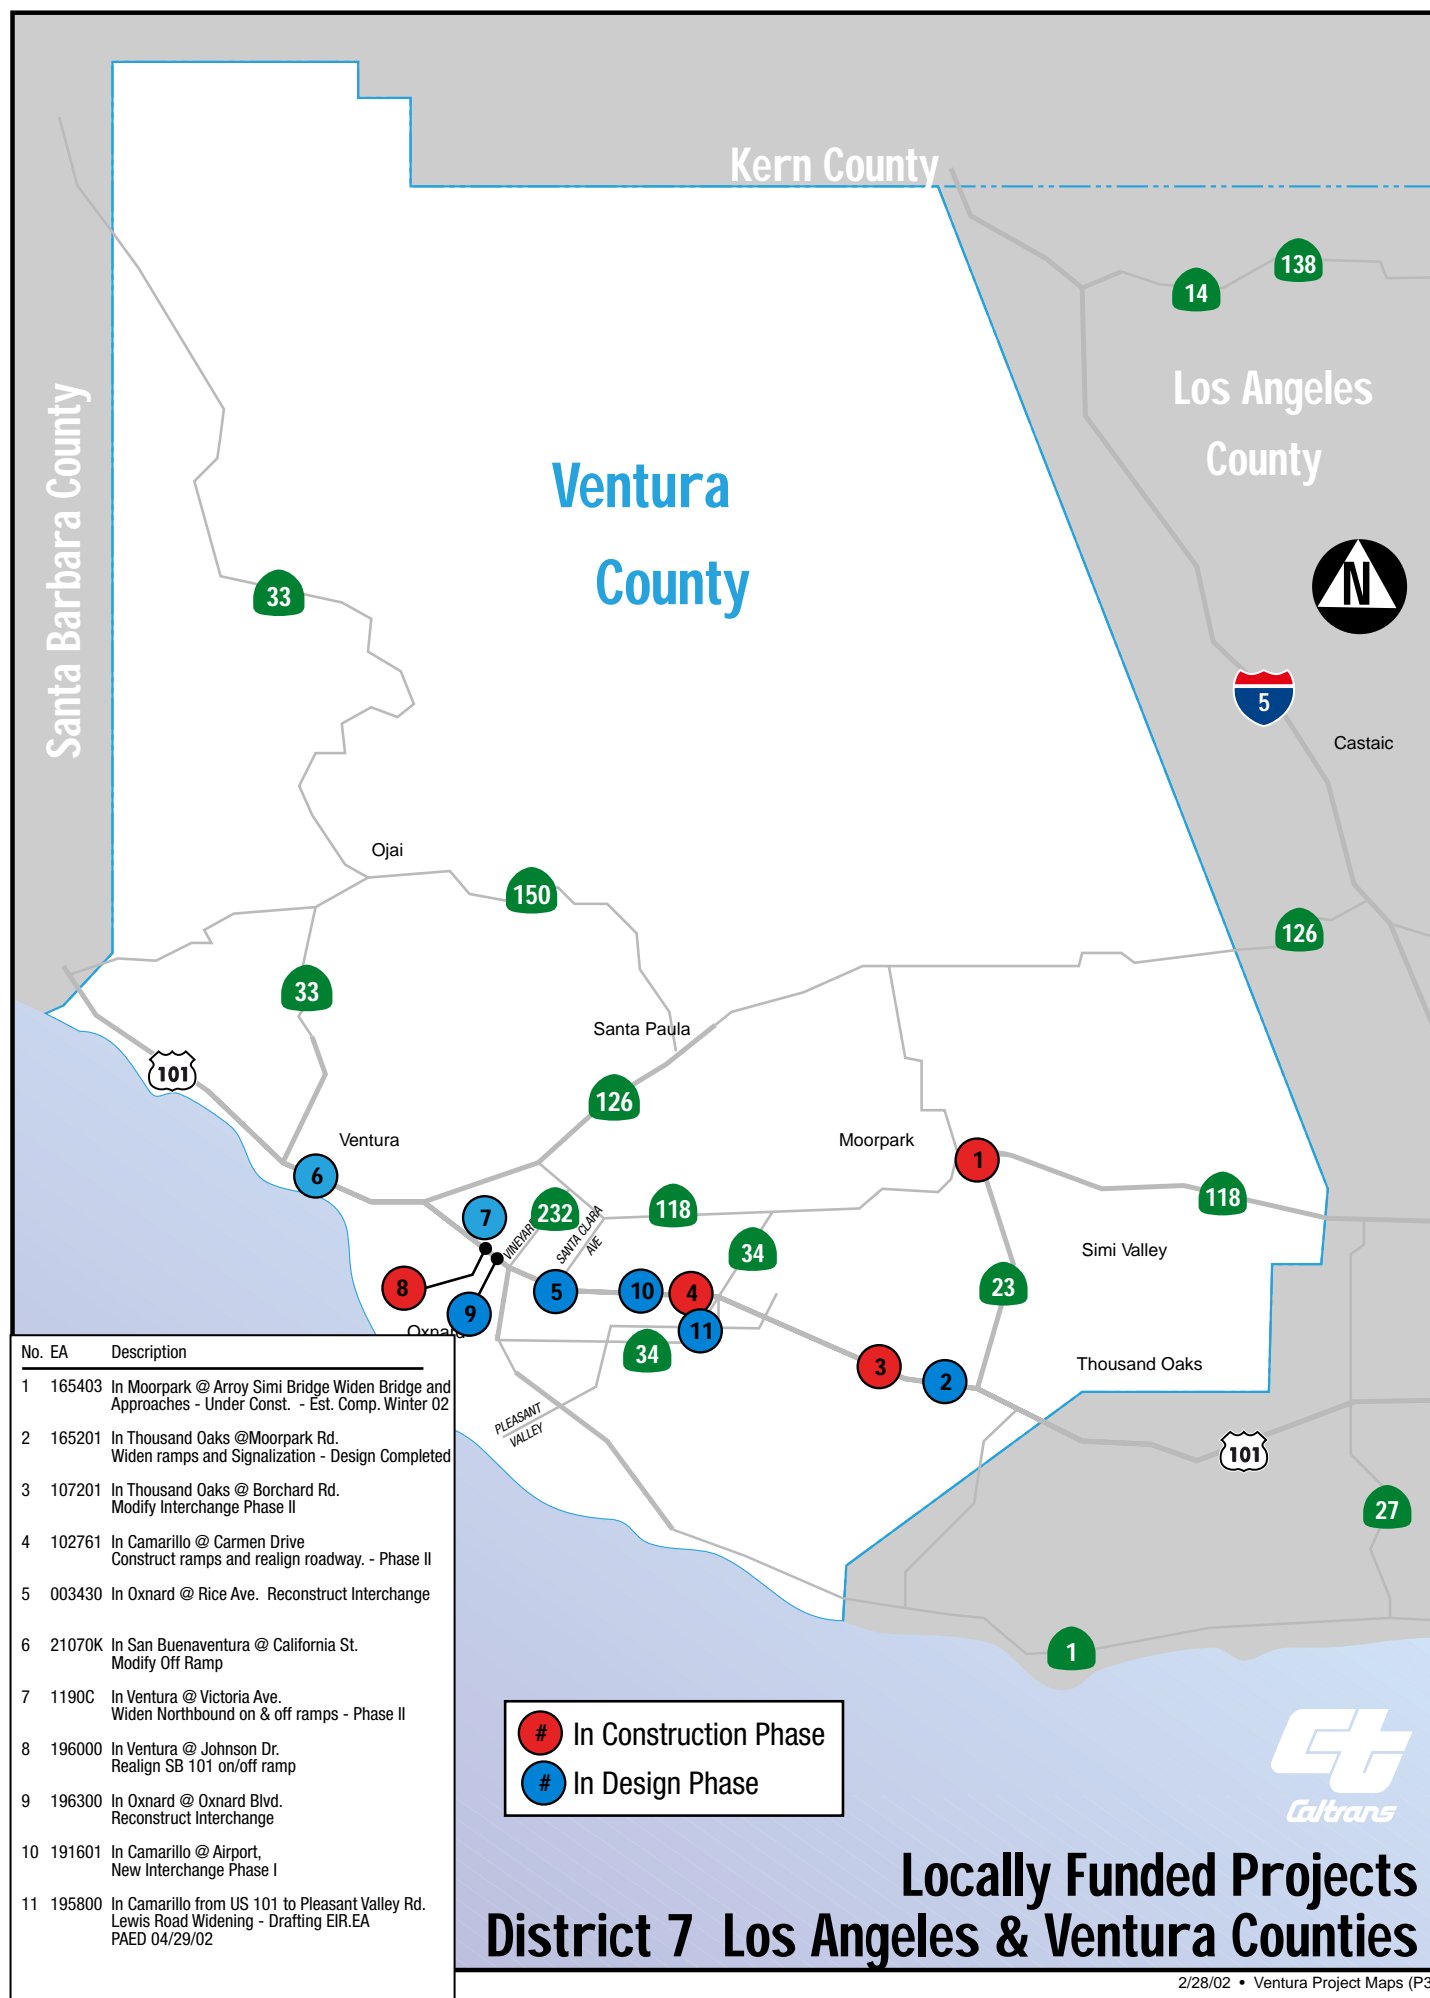 Kern County
138
14
Los Angeles
County
Santa Barbara County
Ventura
County
N
33
5
Castaic
Ojai
150
126
33
Santa Paula
101
126
Ventura
Moorpark
1
6
118
7
232
118
VINEYARD
SANTA CLARA
AVE
34
Simi Valley
23
8
5
10
4
9
11
Oxnard
34
3
2
Thousand Oaks
PLEASANT
VALLEY
101
27
1
No. EA Description
1 165403 In Moorpark @ Arroy Simi Bridge Widen Bridge and
Approaches - Under Const. - Est. Comp. Winter 02
2 165201 In Thousand Oaks @Moorpark Rd.
Widen ramps and Signalization - Design Completed
3 107201 In Thousand Oaks @ Borchard Rd.
Modify Interchange Phase II
4 102761 In Camarillo @ Carmen Drive
Construct ramps and realign roadway. - Phase II
5 003430 In Oxnard @ Rice Ave. Reconstruct Interchange
6 21070K In San Buenaventura @ California St.
Modify Off Ramp
7 1190C In Ventura @ Victoria Ave.
Widen Northbound on & off ramps - Phase II
8 196000 In Ventura @ Johnson Dr.
Realign SB 101 on/off ramp
9 196300 In Oxnard @ Oxnard Blvd.
Reconstruct Interchange
10 191601 In Camarillo @ Airport,
New Interchange Phase I
11 195800 In Camarillo from US 101 to Pleasant Valley Rd.
Lewis Road Widening - Drafting EIR.EA
PAED 04/29/02
# In Construction Phase
# In Design Phase
Caltrans
Locally Funded Projects
District 7 Los Angeles & Ventura Counties
2/28/02 • Ventura Project Maps (P3